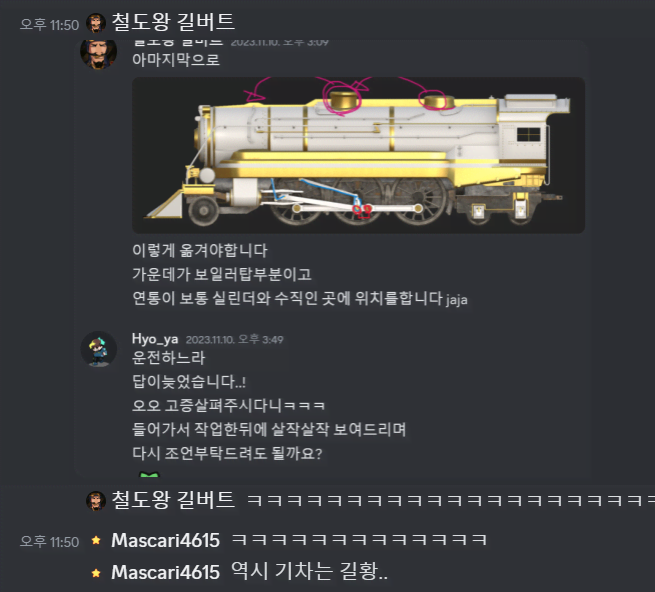 오후 11:50 철도왕 길버트
철도왕 길버트 2023.11.10. 오후 3:09
아마지막으로
이렇게 옮겨야합니다
가운데가 보일러탑부분이고
연통이 보통 실린더와 수직인 곳에 위치를합니다 jaja
Hyo_ya 2023.11.10. 오후 3:49
운전하느라
답이늦었습니다..!
오오 고증살펴주시다니ㅋㅋㅋ
들어가서 작업한뒤에 살작살작 보여드리며
다시 조언부탁드려도 될까요?
철도왕 길버트 ㅋㅋㅋㅋㅋㅋㅋㅋㅋㅋㅋㅋㅋㅋㅋㅋㅋㅋㅋㅋㅋ
오후 11:50 Mascari4615 ㅋㅋㅋㅋㅋㅋㅋㅋㅋㅋㅋㅋㅋ
Mascari4615 역시 기차는 길황..